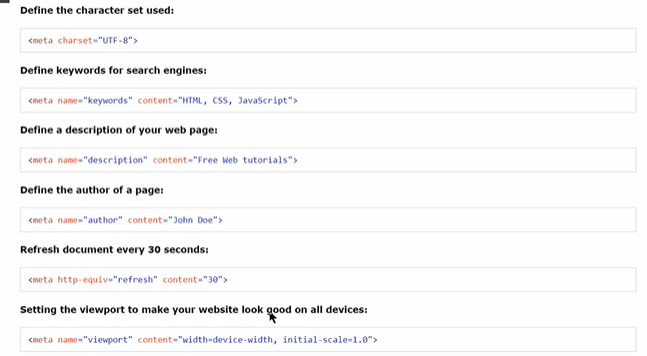 Define the character set used:
<meta charset="UTF-8">
Define keywords for search engines:
<meta name="keywords" content="HTML, CSS, JavaScript">
Define a description of your web page:
<meta name="description" content="Free Web tutorials">
Define the author of a page:
<meta name="author" content="John Doe">
Refresh document every 30 seconds:
<meta http-equiv="refresh" content="30">
Setting the viewport to make your website look good on all devices:
<meta name="viewport" content="width=device-width, initial-scale=1.0">